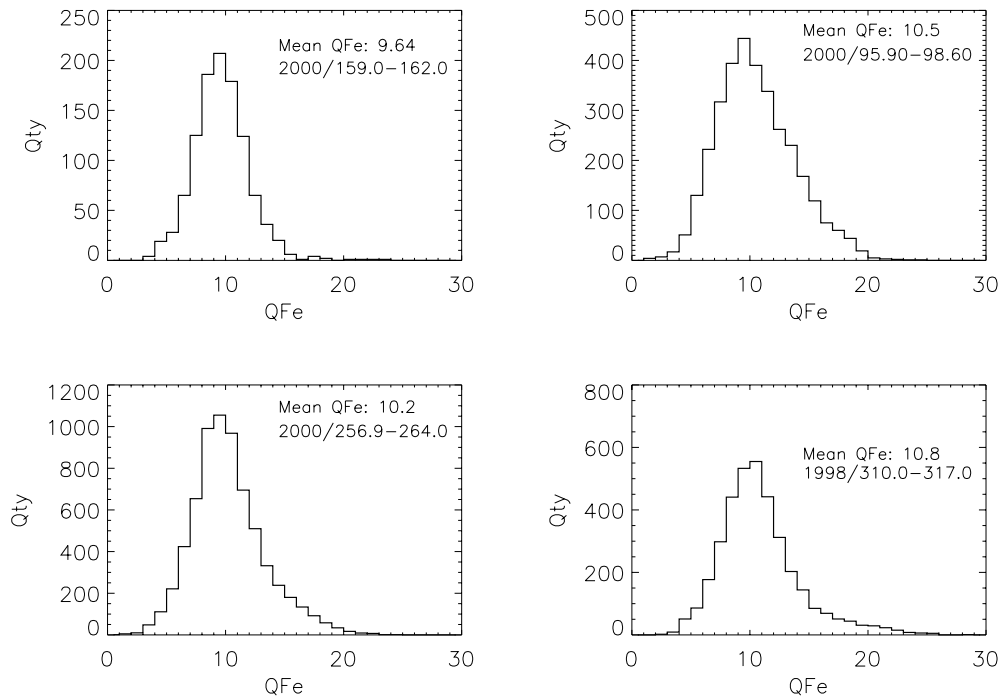 250
200
150
100
50
0
Qty
Mean QFe: 9.64
2000/159.0-162.0
0 10 20 30
QFe
500
400
300
200
100
0
Qty
Mean QFe: 10.5
2000/95.90-98.60
0 10 20 30
QFe
1200
1000
800
600
400
200
0
Qty
Mean QFe: 10.2
2000/256.9-264.0
0 10 20 30
QFe
800
600
400
200
0
Qty
Mean QFe: 10.8
1998/310.0-317.0
0 10 20 30
QFe